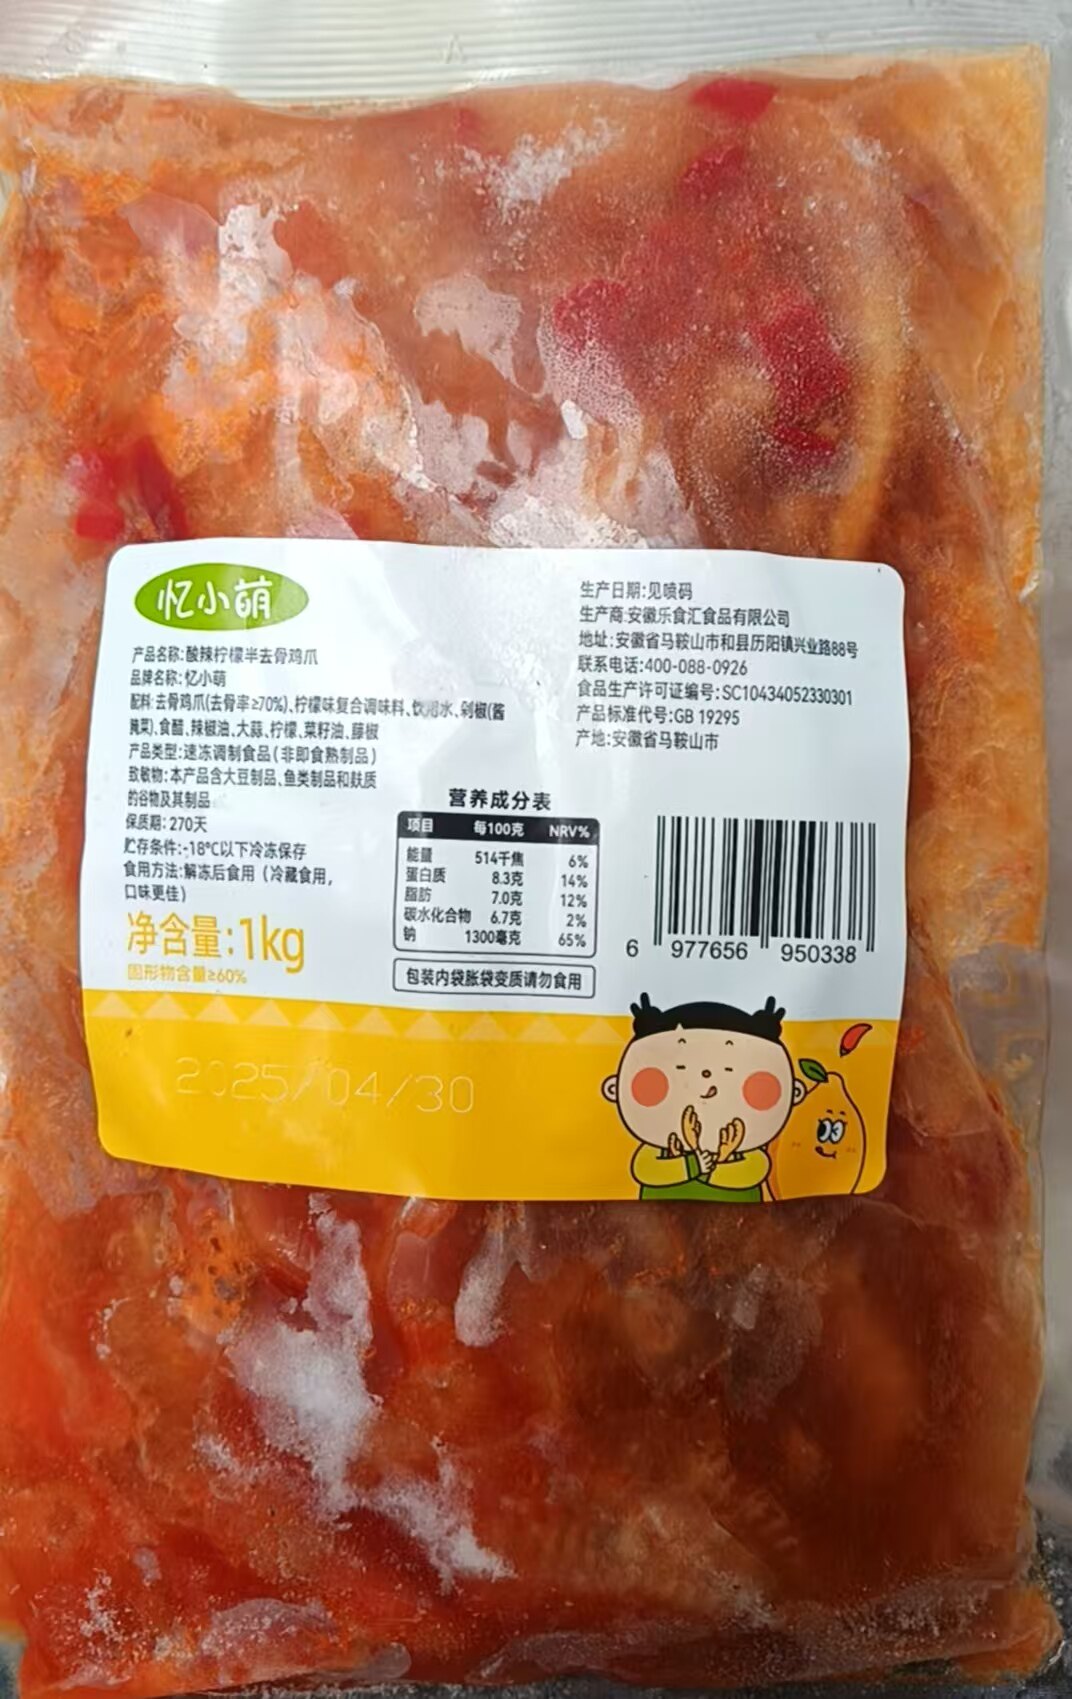 忆小萌
产品名称:酸辣柠檬半去骨鸡爪
品牌名称:忆小萌
配料:去骨鸡爪(去骨率≥70%)、柠檬味复合调味料、饮用水、剁椒(酱
腌菜)、食醋、辣椒油、大蒜、柠檬、菜籽油、藤椒
产品类型:速冻调制食品(非即食熟制品)
致敏物:本产品含大豆制品、鱼类制品和麸质
的谷物及其制品
保质期:270天
贮存条件:-18℃以下冷冻保存
食用方法:解冻后食用(冷藏食用,
口味更佳)
净含量:1kg
固形物含量≥60%
生产日期:见喷码
生产商:安徽乐食汇食品有限公司
地址:安徽省马鞍山市和县历阳镇兴业路88号
联系电话:400-088-0926
食品生产许可证编号:SC10434052330301
产品标准代号:GB 19295
产地:安徽省马鞍山市
营养成分表
项目 每100克 NRV%
能量 514千焦 6%
蛋白质 8.3克 14%
脂肪 7.0克 12%
碳水化合物 6.7克 2%
钠 1300毫克 65%
包装内袋胀袋变质请勿食用
6 977656 950338
2025/04/30